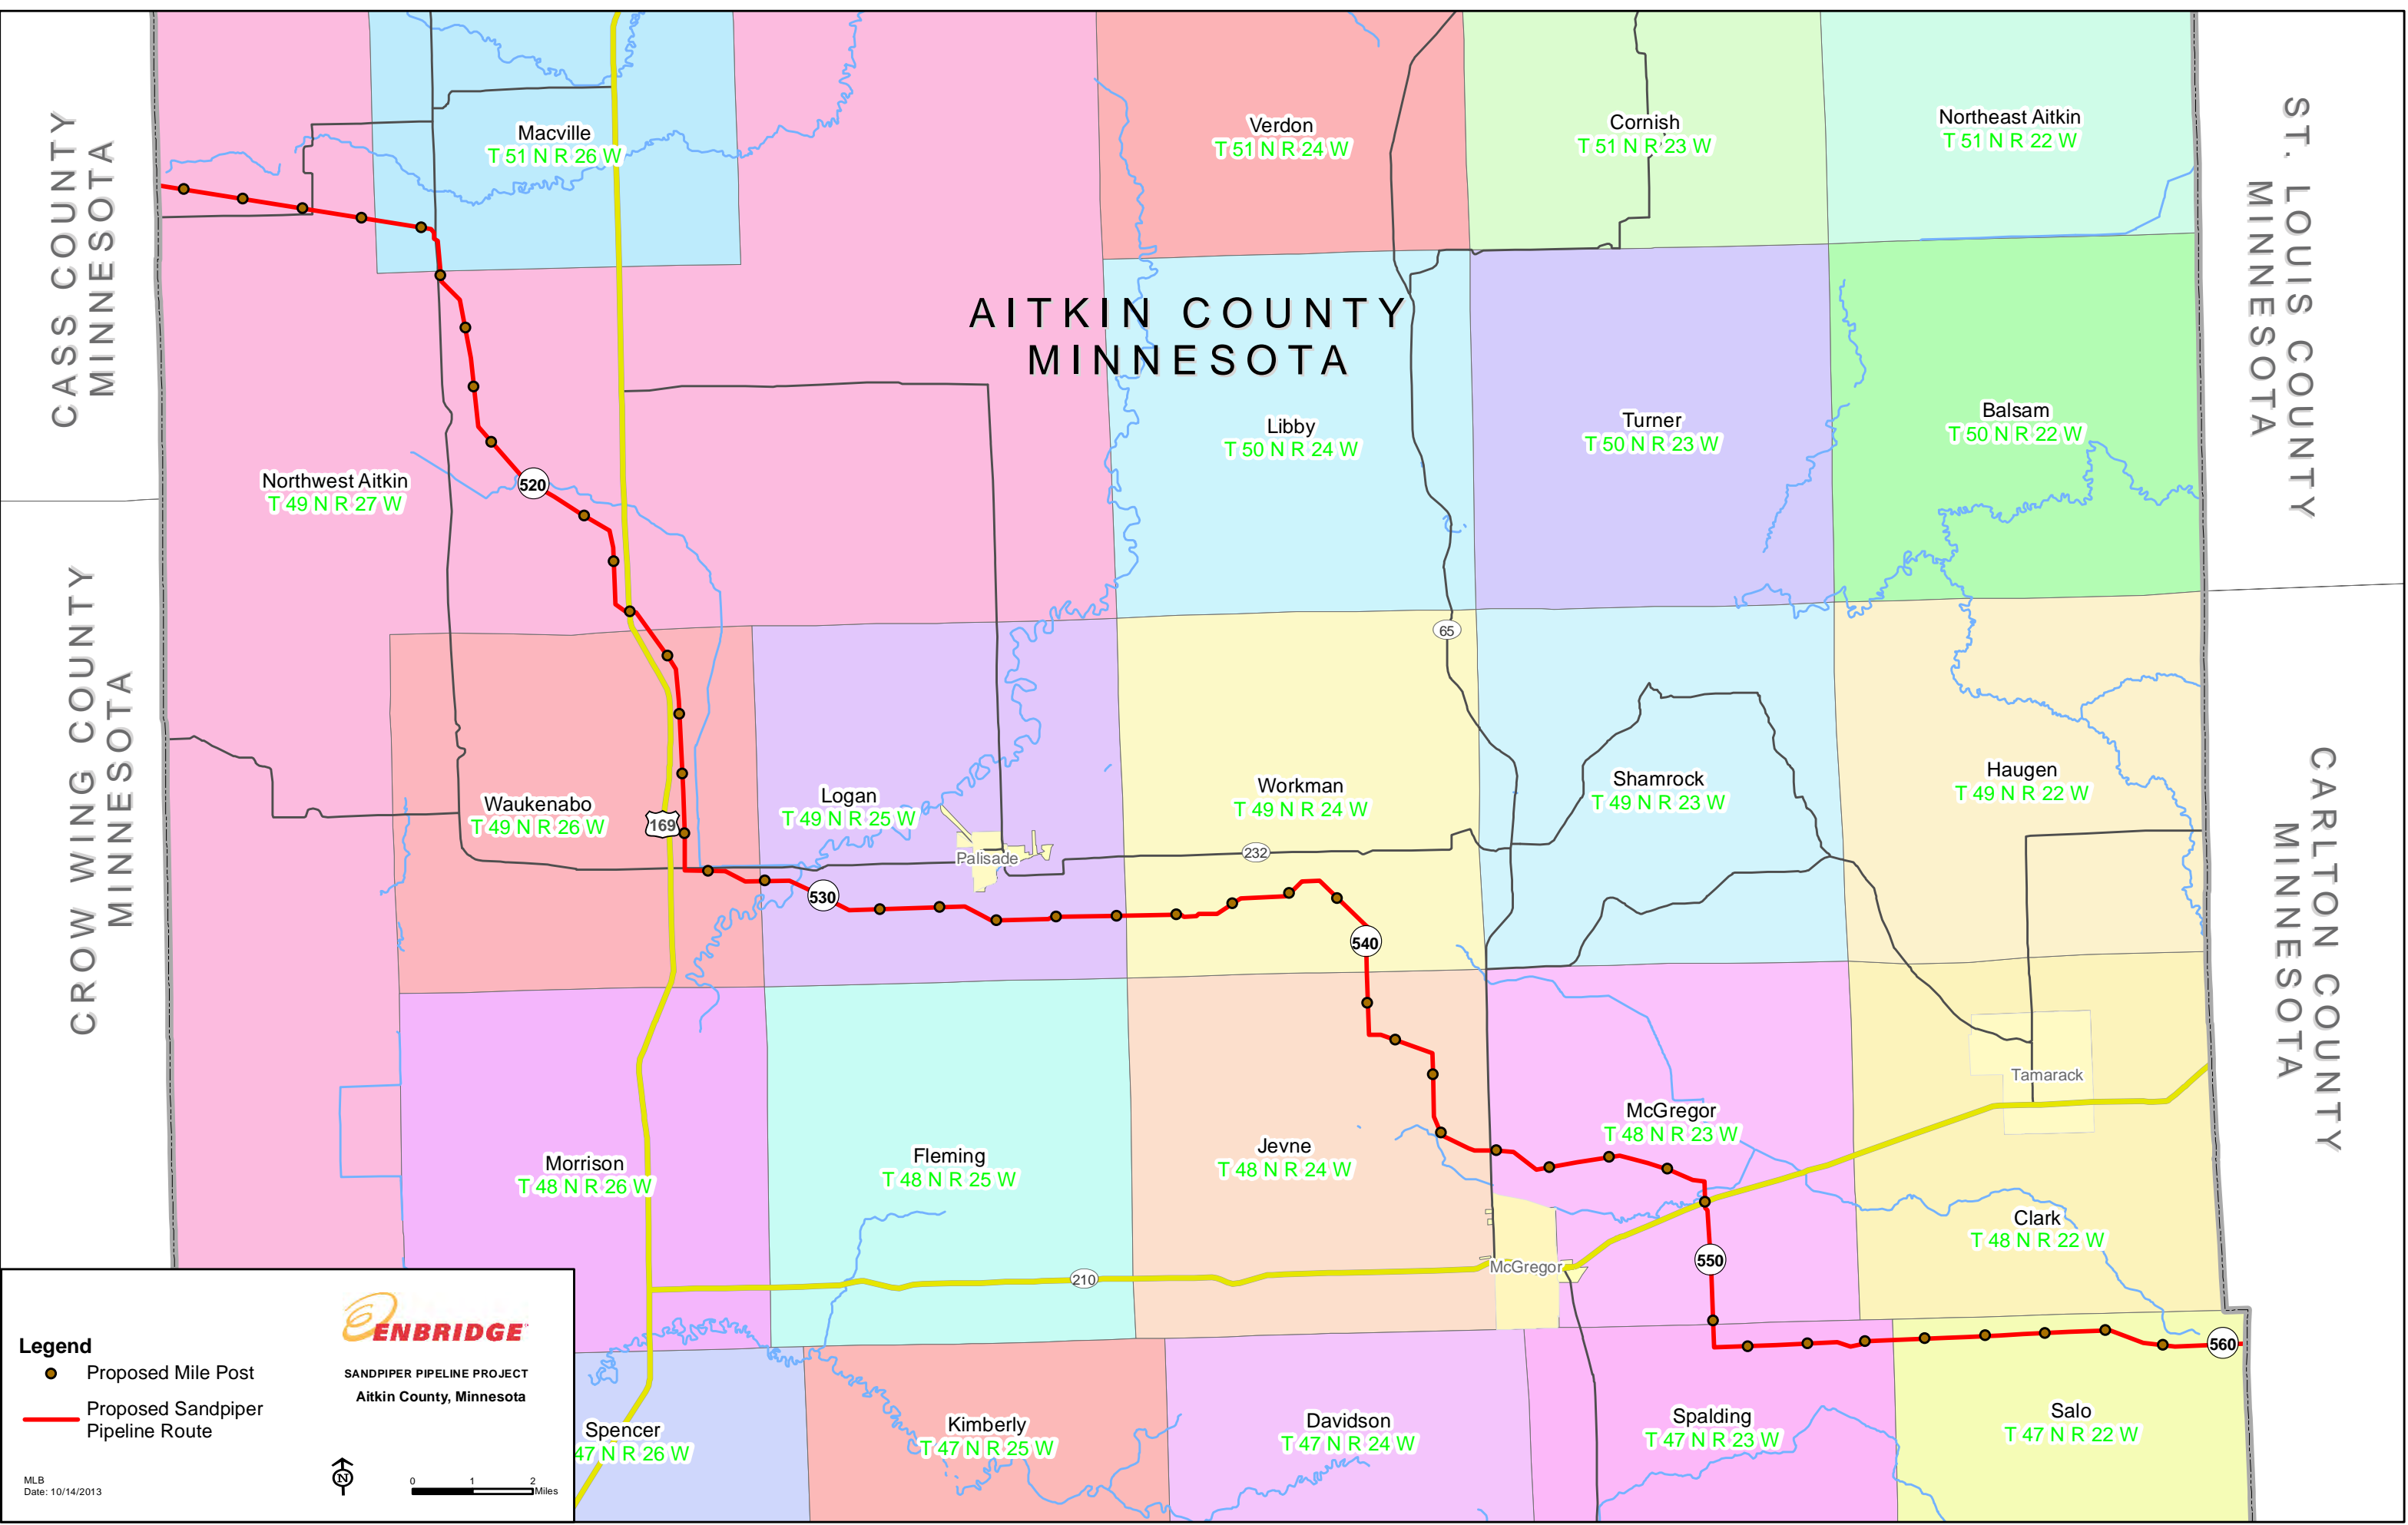 CASS COUNTY
MINNESOTA
CROW WING COUNTY
MINNESOTA
ST. LOUIS COUNTY
MINNESOTA
CARLTON COUNTY
MINNESOTA
AITKIN COUNTY
MINNESOTA
Macville
T 51 N R 26 W
Verdon
T 51 N R 24 W
Cornish
T 51 N R 23 W
Northeast Aitkin
T 51 N R 22 W
Northwest Aitkin
T 49 N R 27 W
Libby
T 50 N R 24 W
Turner
T 50 N R 23 W
Balsam
T 50 N R 22 W
520
65
Waukenabo
T 49 N R 26 W
169
Logan
T 49 N R 25 W
Palisade
Workman
T 49 N R 24 W
232
Shamrock
T 49 N R 23 W
Haugen
T 49 N R 22 W
530
540
Tamarack
Morrison
T 48 N R 26 W
Fleming
T 48 N R 25 W
Jevne
T 48 N R 24 W
McGregor
T 48 N R 23 W
Clark
T 48 N R 22 W
210
McGregor
550
560
Spencer
47 N R 26 W
Kimberly
T 47 N R 25 W
Davidson
T 47 N R 24 W
Spalding
T 47 N R 23 W
Salo
T 47 N R 22 W
Legend
Proposed Mile Post
Proposed Sandpiper
Pipeline Route
ENBRIDGE
SANDPIPER PIPELINE PROJECT
Aitkin County, Minnesota
MLB
Date: 10/14/2013
N
0 1 2
Miles